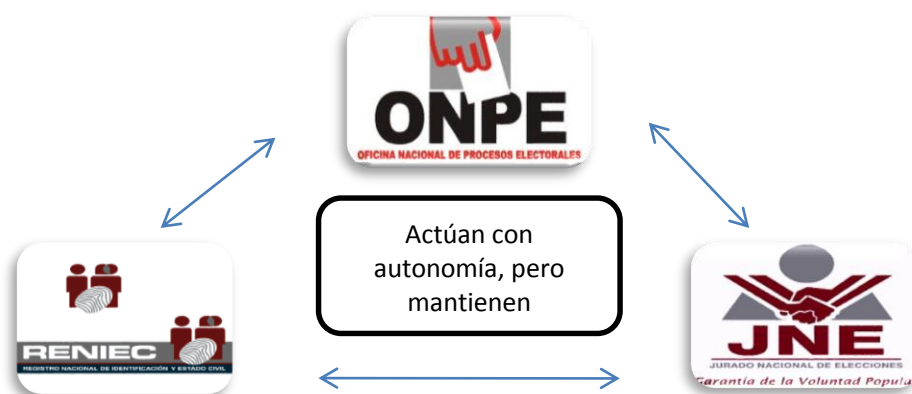 ONPE
OFICINA NACIONAL DE PROCESOS ELECTORALES
Actúan con
autonomía, pero
mantienen
RENIEC
REGISTRO NACIONAL DE IDENTIFICACIÓN Y ESTADO CIVIL
JNE
JURADO NACIONAL DE ELECCIONES
Garantía de la Voluntad Popula